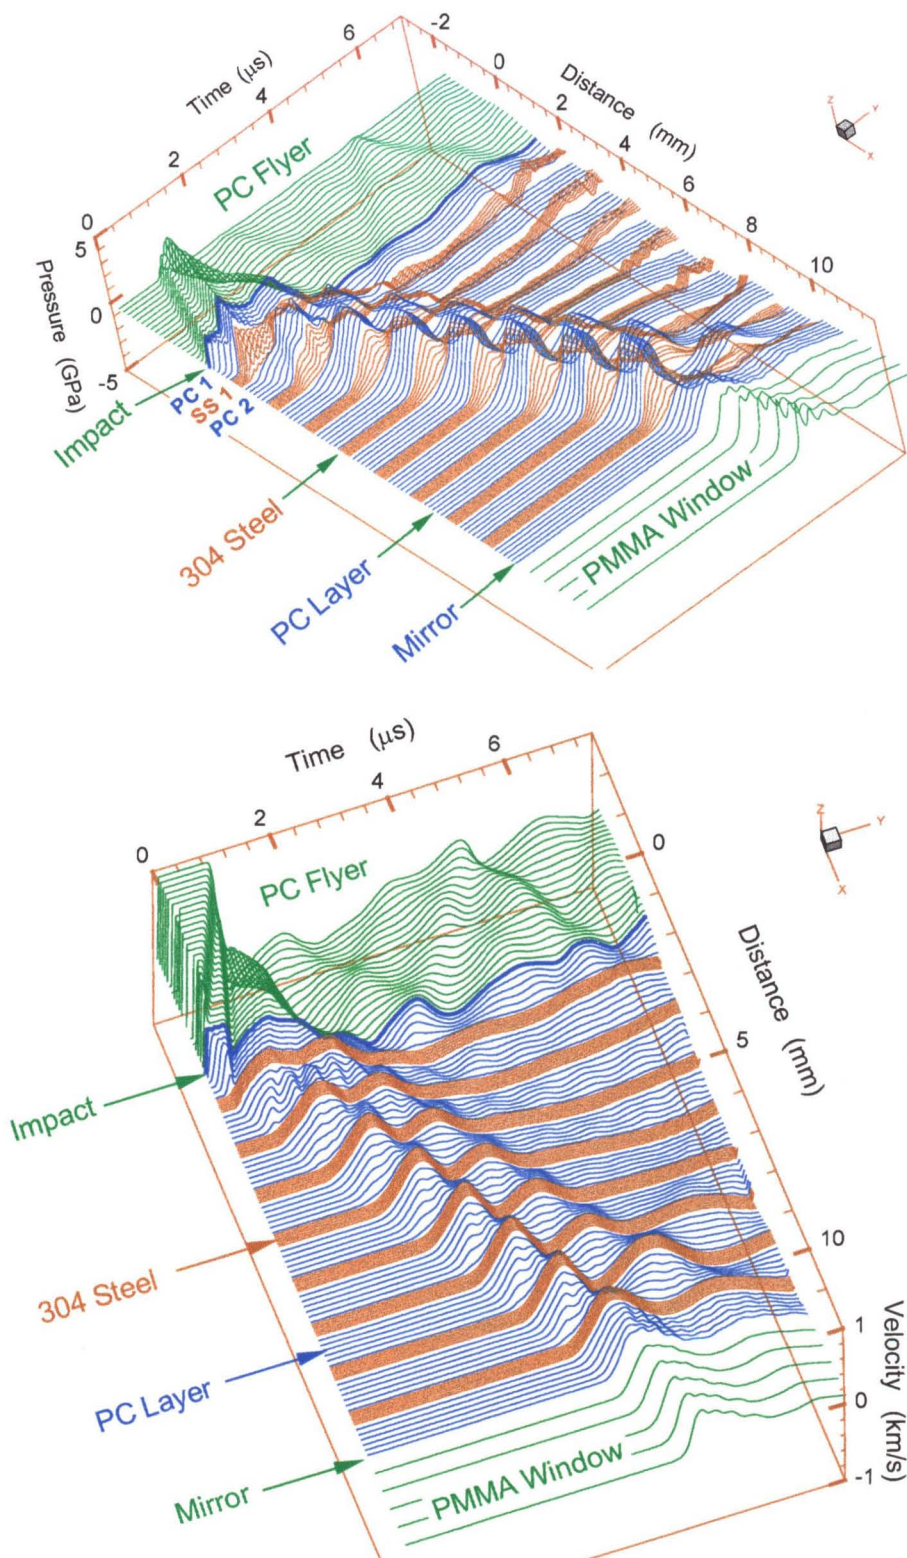 -2
6
0
Time (μs)
Distance (mm)
4
2
2
4
PC Flyer
6
0
8
5
10
Pressure (GPa)
0
-5
Impact
PC 1
SS 1
PC 2
304 Steel
PC Layer
Mirror
PMMA Window
Z
Y
X
Time (μs)
6
4
2
0
0
PC Flyer
Z
Y
X
Distance (mm)
5
Impact
10
304 Steel
1
Velocity (km/s)
0
-1
PC Layer
PMMA Window
Mirror